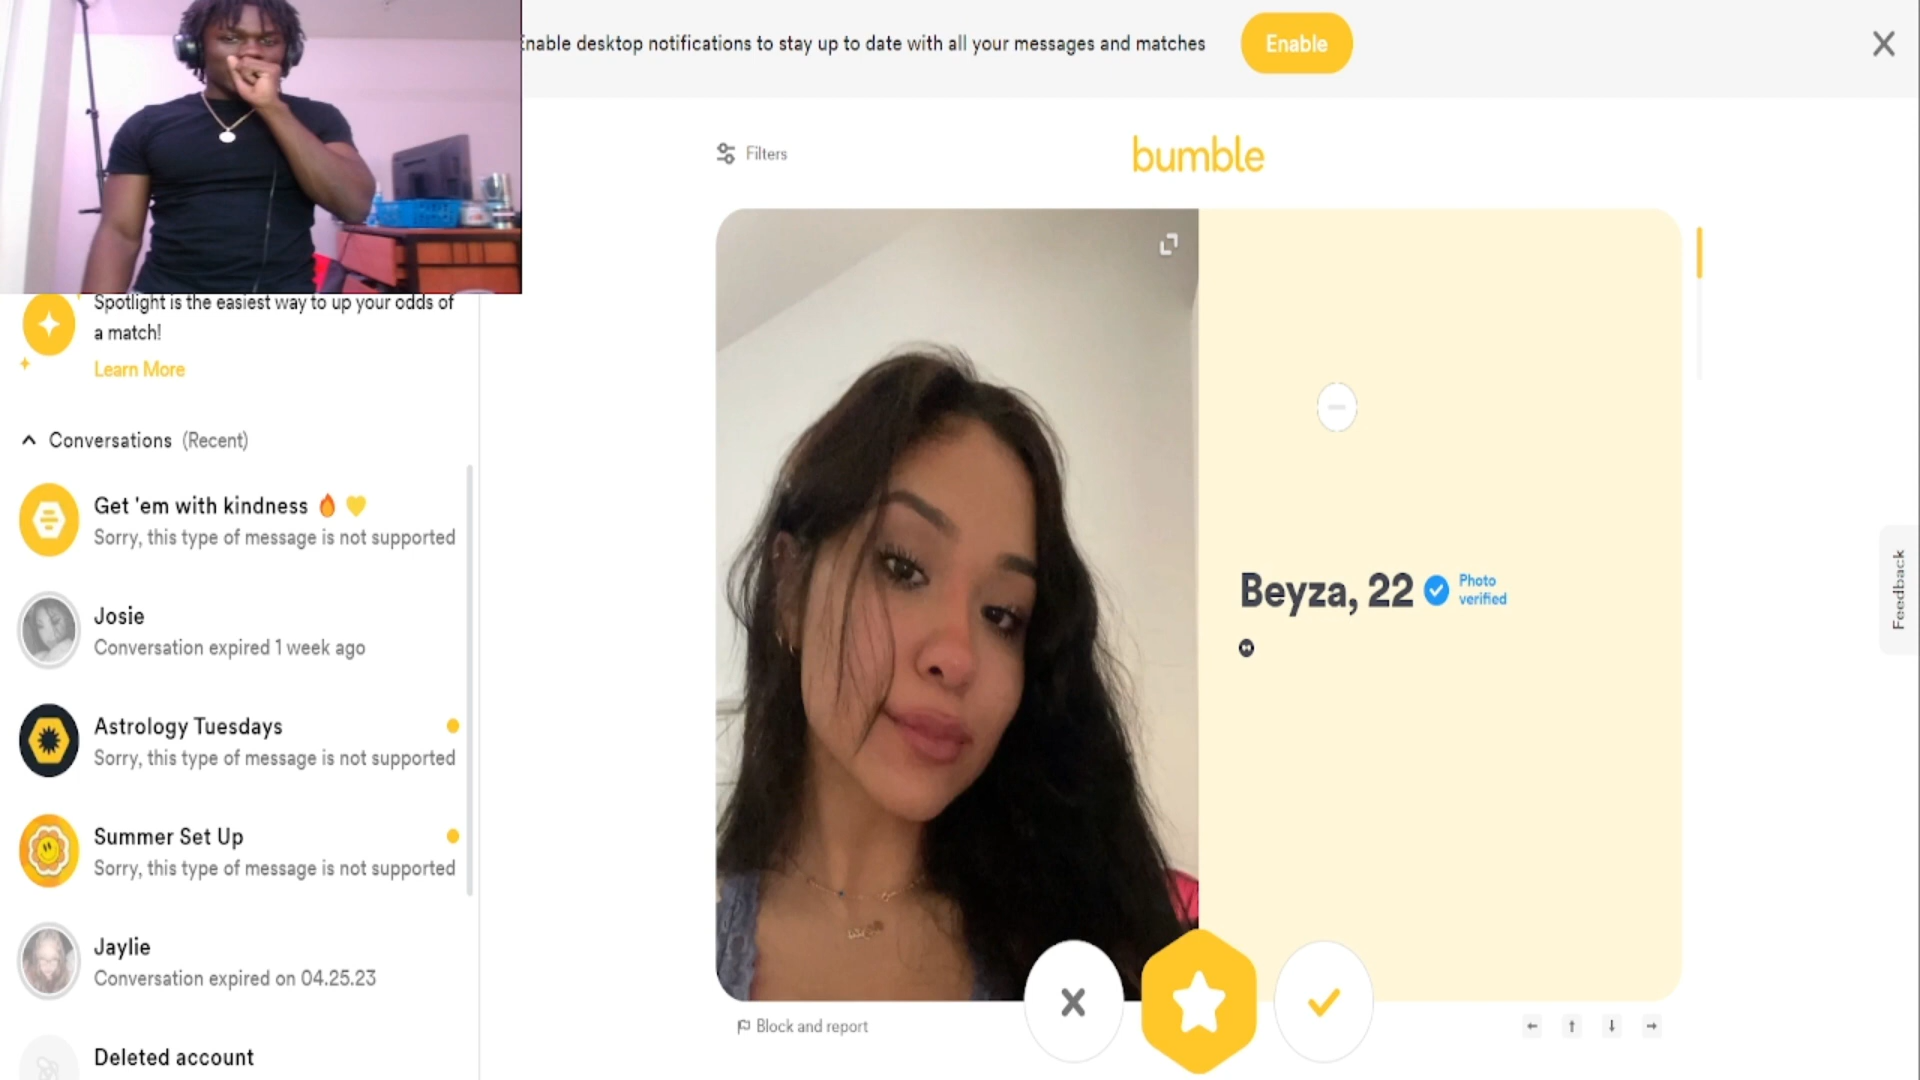 Enable desktop notifications to stay up to date with all your messages and matches
Enable
Filters
bumble
Spotlight is the easiest way to up your odds of
a match!
Learn More
Conversations (Recent)
Get 'em with kindness 🔥 💛
Sorry, this type of message is not supported
Josie
Conversation expired 1 week ago
Astrology Tuesdays
Sorry, this type of message is not supported
Summer Set Up
Sorry, this type of message is not supported
Jaylie
Conversation expired on 04.25.23
Deleted account
Beyza, 22
Photo
verified
Block and report
Feedback